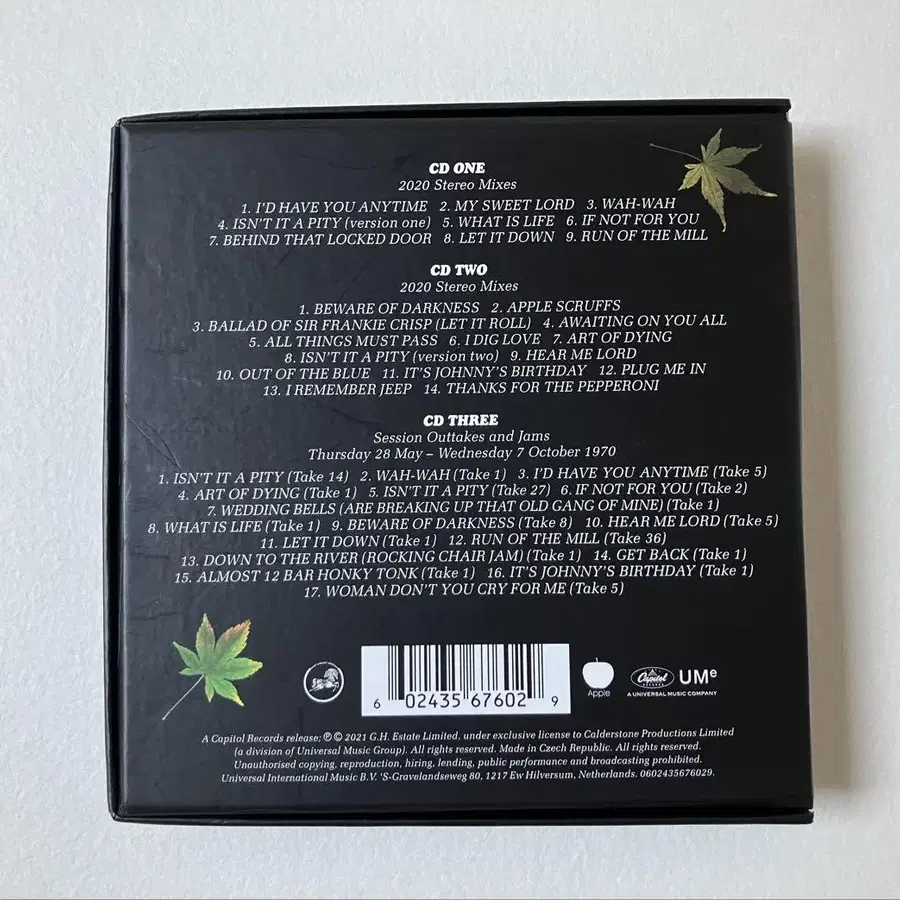 CD ONE
2020 Stereo Mixes
1. I'D HAVE YOU ANYTIME 2. MY SWEET LORD 3. WAH-WAH
4. ISN'T IT A PITY (version one) 5. WHAT IS LIFE 6. IF NOT FOR YOU
7. BEHIND THAT LOCKED DOOR 8. LET IT DOWN 9. RUN OF THE MILL
CD TWO
2020 Stereo Mixes
1. BEWARE OF DARKNESS 2. APPLE SCRUFFS
3. BALLAD OF SIR FRANKIE CRISP (LET IT ROLL) 4. AWAITING ON YOU ALL
5. ALL THINGS MUST PASS 6. I DIG LOVE 7. ART OF DYING
8. ISN'T IT A PITY (version two) 9. HEAR ME LORD
10. OUT OF THE BLUE 11. IT'S JOHNNY'S BIRTHDAY 12. PLUG ME IN
13. I REMEMBER JEEP 14. THANKS FOR THE PEPPERONI
CD THREE
Session Outtakes and Jams
Thursday 28 May – Wednesday 7 October 1970
1. ISN'T IT A PITY (Take 14) 2. WAH-WAH (Take 1) 3. I'D HAVE YOU ANYTIME (Take 5)
4. ART OF DYING (Take 1) 5. ISN'T IT A PITY (Take 27) 6. IF NOT FOR YOU (Take 2)
7. WEDDING BELLS (ARE BREAKING UP THAT OLD GANG OF MINE) (Take 1)
8. WHAT IS LIFE (Take 1) 9. BEWARE OF DARKNESS (Take 8) 10. HEAR ME LORD (Take 5)
11. LET IT DOWN (Take 1) 12. RUN OF THE MILL (Take 36)
13. DOWN TO THE RIVER (ROCKING CHAIR JAM) (Take 1) 14. GET BACK (Take 1)
15. ALMOST 12 BAR HONKY TONK (Take 1) 16. IT'S JOHNNY'S BIRTHDAY (Take 1)
17. WOMAN DON'T YOU CRY FOR ME (Take 5)
6 02435 67602 9
Apple
Capitol
UMe
A UNIVERSAL MUSIC COMPANY
A Capitol Records release; ℗ © 2021 G.H. Estate Limited, under exclusive license to Calderstone Productions Limited
(a division of Universal Music Group). All rights reserved. Made in Czech Republic. All rights reserved.
Unauthorised copying, reproduction, hiring, lending, public performance and broadcasting prohibited.
Universal International Music B.V. 'S-Gravelandseweg 80, 1217 Ew Hilversum, Netherlands. 0602435676029.